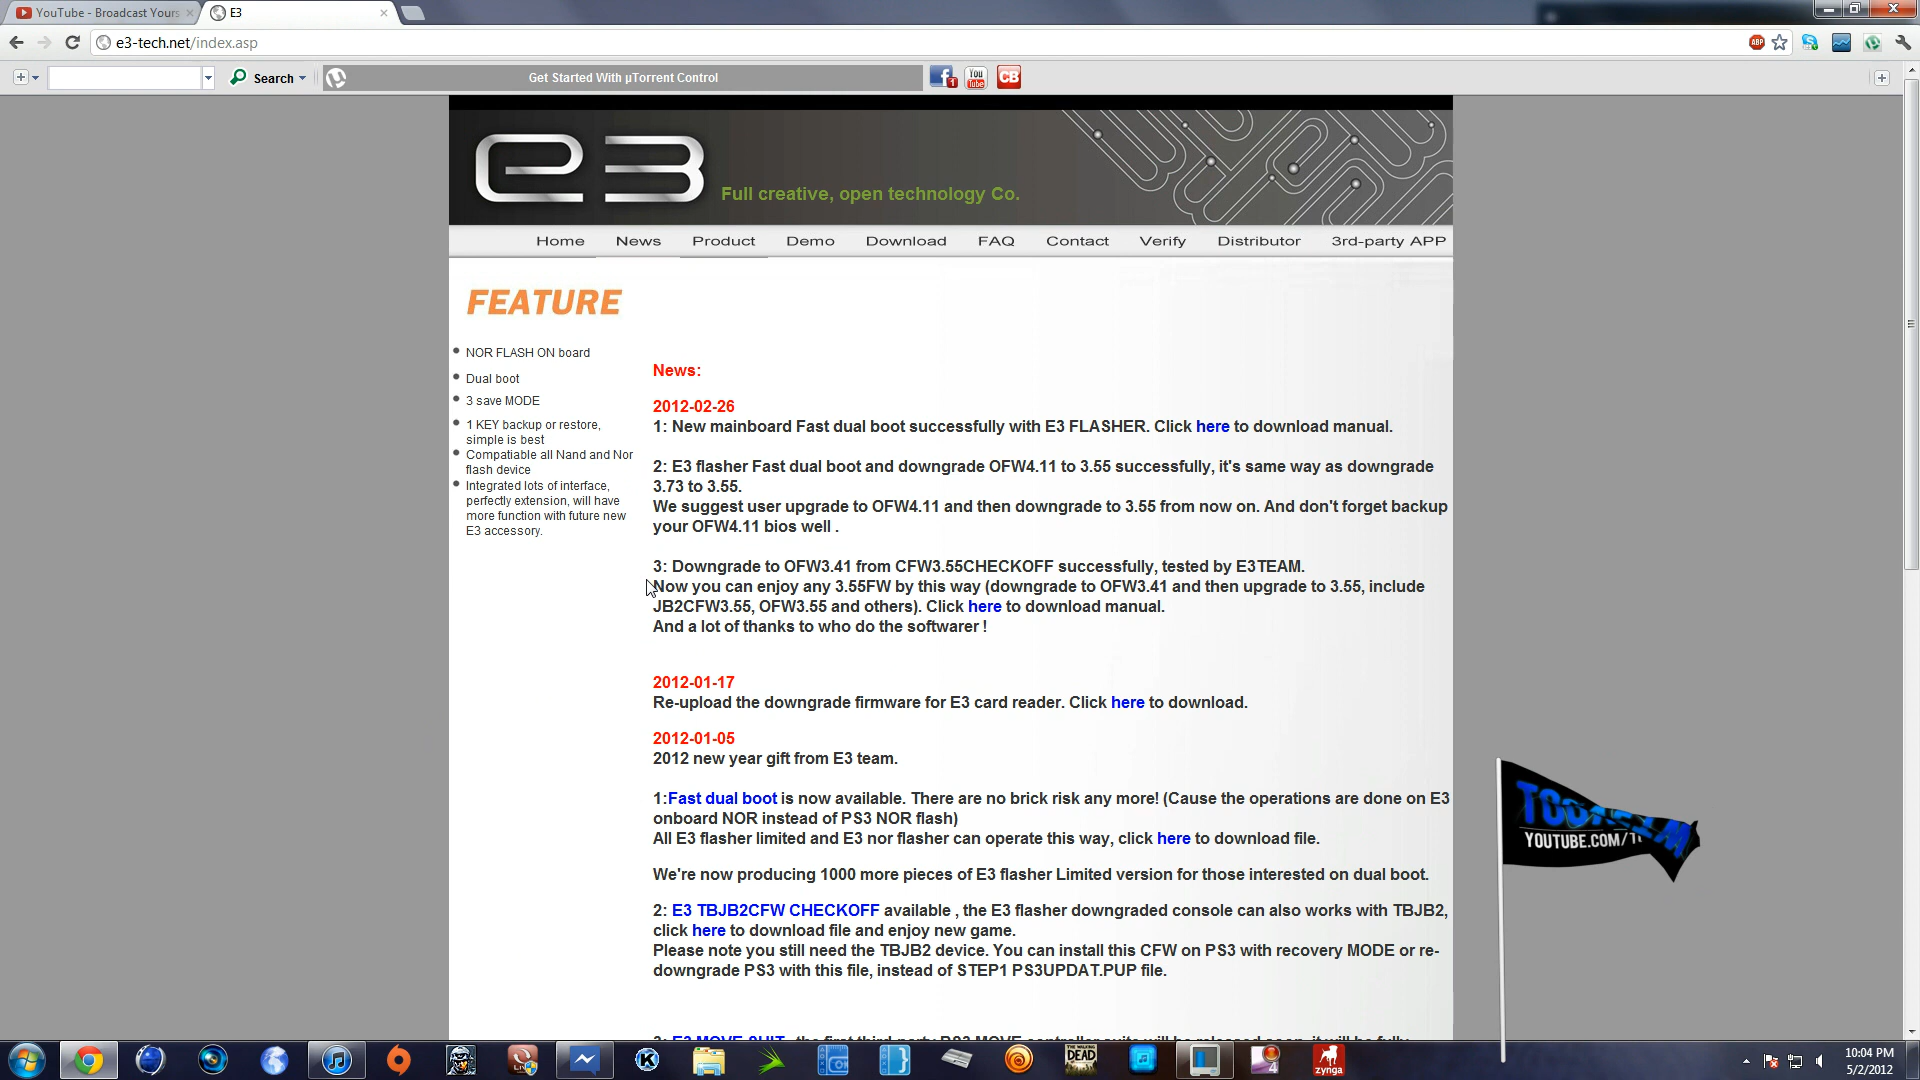 YouTube - Broadcast Yours
E3
e3-tech.net/index.asp
ABP
Search
Get Started With µTorrent Control
1
You
Tube
CB
e3
Full creative, open technology Co.
Home News Product Demo Download FAQ Contact Verify Distributor 3rd-party APP
FEATURE
NOR FLASH ON board
Dual boot
3 save MODE
1 KEY backup or restore,
simple is best
Compatiable all Nand and Nor
flash device
Integrated lots of interface,
perfectly extension, will have
more function with future new
E3 accessory.
News:
2012-02-26
1: New mainboard Fast dual boot successfully with E3 FLASHER. Click here to download manual.
2: E3 flasher Fast dual boot and downgrade OFW4.11 to 3.55 successfully, it's same way as downgrade
3.73 to 3.55.
We suggest user upgrade to OFW4.11 and then downgrade to 3.55 from now on. And don't forget backup
your OFW4.11 bios well .
3: Downgrade to OFW3.41 from CFW3.55CHECKOFF successfully, tested by E3TEAM.
Now you can enjoy any 3.55FW by this way (downgrade to OFW3.41 and then upgrade to 3.55, include
JB2CFW3.55, OFW3.55 and others). Click here to download manual.
And a lot of thanks to who do the softwarer !
2012-01-17
Re-upload the downgrade firmware for E3 card reader. Click here to download.
2012-01-05
2012 new year gift from E3 team.
1:Fast dual boot is now available. There are no brick risk any more! (Cause the operations are done on E3
onboard NOR instead of PS3 NOR flash)
All E3 flasher limited and E3 nor flasher can operate this way, click here to download file.
We're now producing 1000 more pieces of E3 flasher Limited version for those interested on dual boot.
2: E3 TBJB2CFW CHECKOFF available , the E3 flasher downgraded console can also works with TBJB2,
click here to download file and enjoy new game.
Please note you still need the TBJB2 device. You can install this CFW on PS3 with recovery MODE or re-
downgrade PS3 with this file, instead of STEP1 PS3UPDAT.PUP file.
YOUTUBE.COM/T
LIVE
K
THE WALKING
DEAD
4
zynga
10:04 PM
5/2/2012